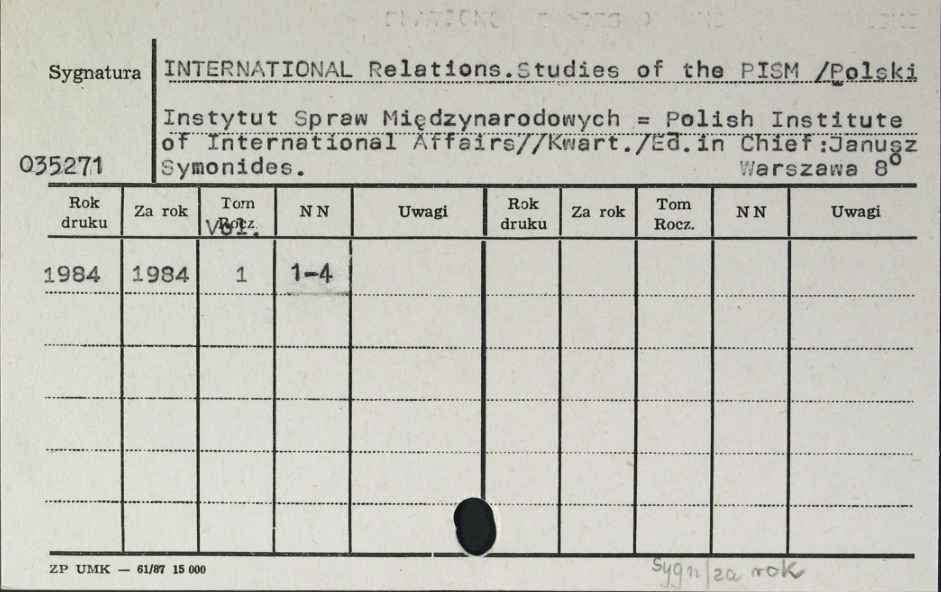 Sygnatura
INTERNATIONAL Relations.Studies of the PISM /Polski
Instytut Spraw Międzynarodowych = Polish Institute
of International Affairs//Kwart./Ed.in Chief:Janusz
035271 Symonides. Warszawa 8°
Rok druku Za rok Tom Rocz. Vol. NN Uwagi Rok druku Za rok Tom Rocz. NN Uwagi
1984 1984 1 1-4
ZP UMK — 61/87 15 000
Sygn/za rok